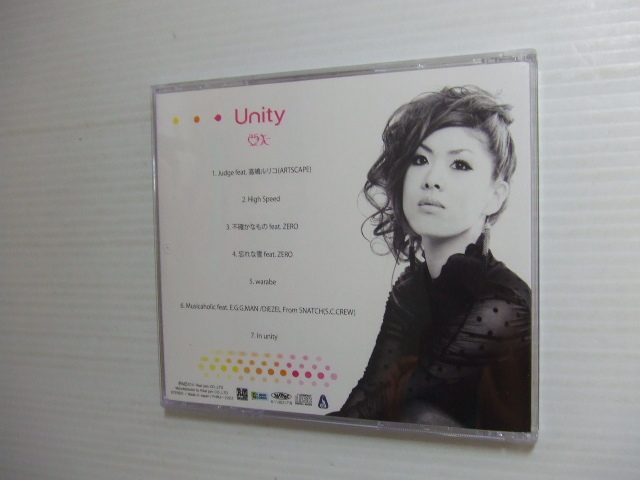 Unity
1. Judge feat. 高嶋ルリコ(ARTSCAPE)
2. High Speed
3. 不確かなもの feat. ZERO
4. 忘れな雪 feat. ZERO
5. warabe
6. Musicaholic feat. E.G.G.MAN /DIEZEL From SNATCH(S.C.CREW)
7. In unity